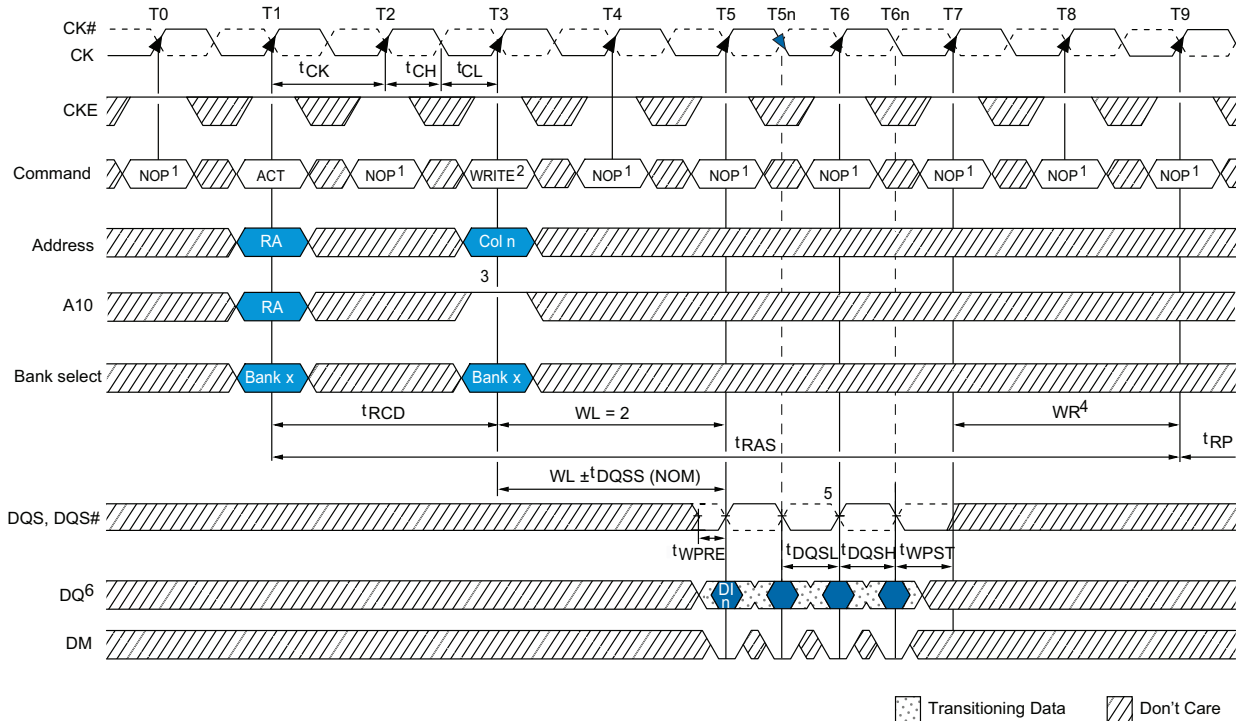 T0 T1 T2 T3 T4 T5 T5n T6 T6n T7 T8 T9
CK#
CK
tCK tCH tCL
CKE
Command NOP1 ACT NOP1 WRITE2 NOP1 NOP1 NOP1 NOP1 NOP1 NOP1
Address RA Col n
3
A10 RA
Bank select Bank x Bank x
tRCD WL = 2 WR4
tRAS tRP
WL ±tDQSS (NOM)
5
DQS, DQS#
tWPRE tDQSL tDQSH tWPST
DQ6 DI n
DM
Transitioning Data Don't Care